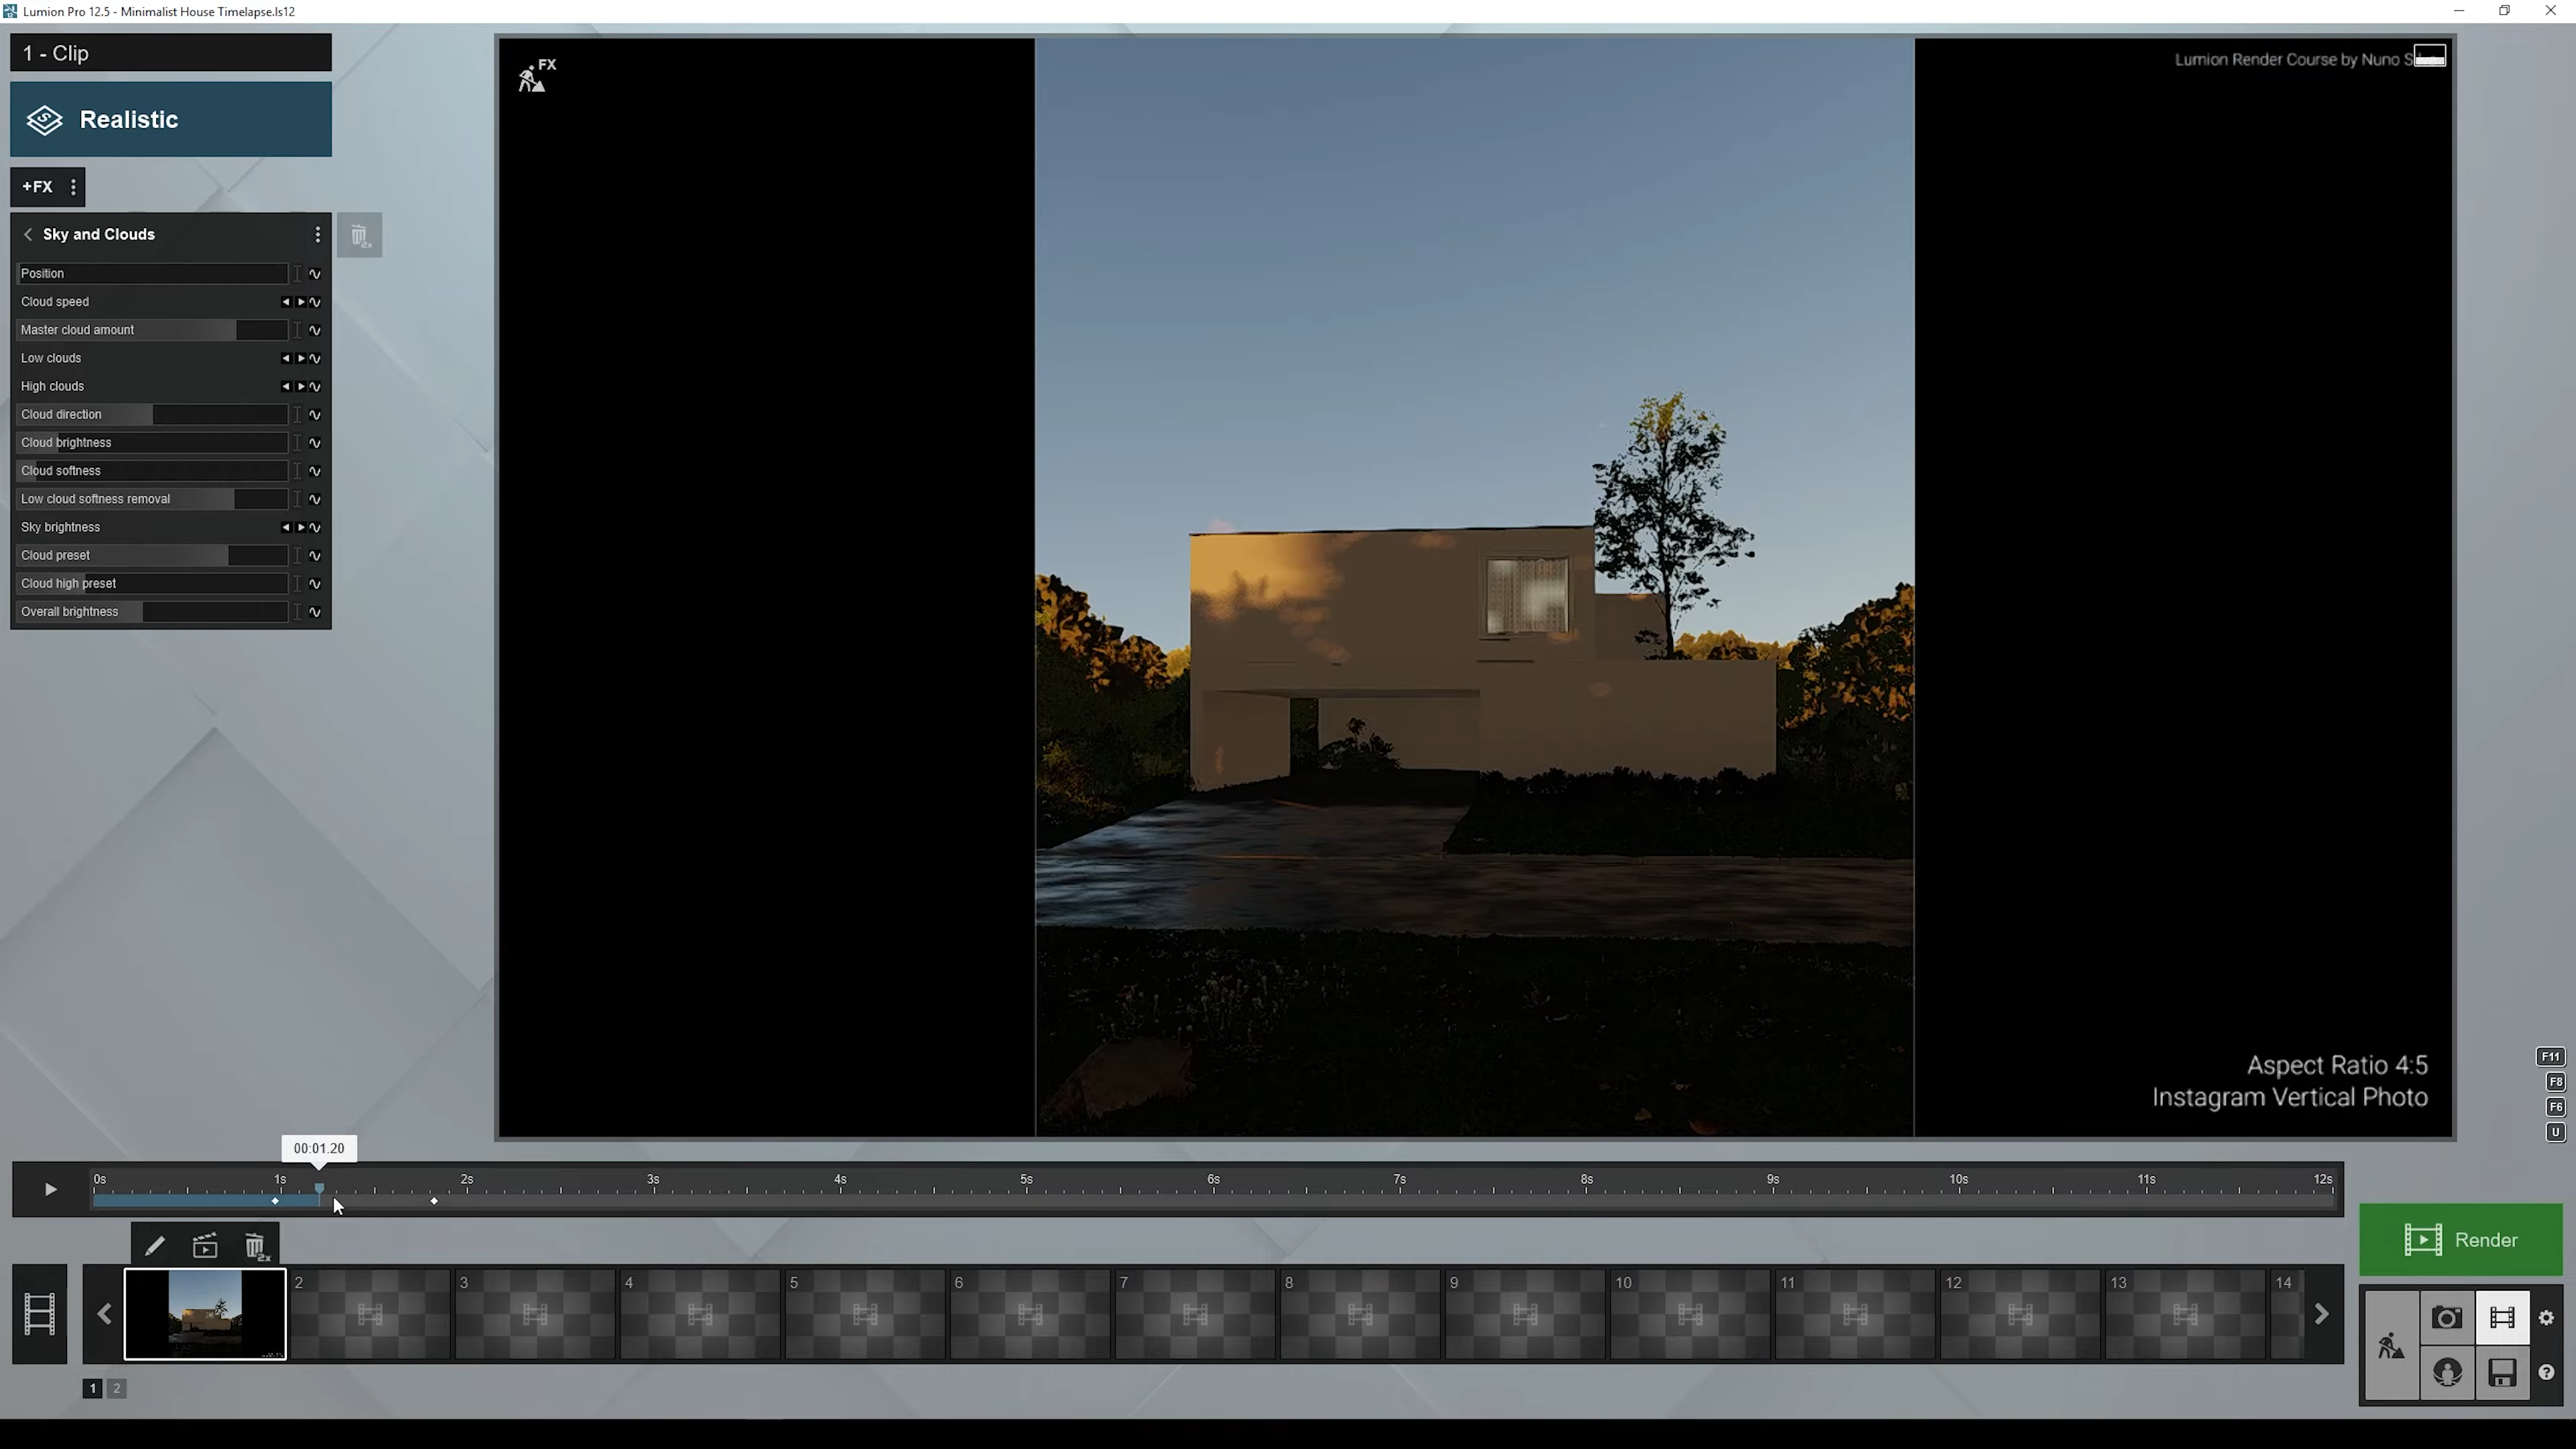 Lumion Pro 12.5 - Minimalist House Timelapse.ls12
1 - Clip
Realistic
+FX
Sky and Clouds
2x
Position
Cloud speed
Master cloud amount
Low clouds
High clouds
Cloud direction
Cloud brightness
Cloud softness
Low cloud softness removal
Sky brightness
Cloud preset
Cloud high preset
Overall brightness
FX
Lumion Render Course by Nuno
Aspect Ratio 4:5
Instagram Vertical Photo
F11
F8
F6
U
00:01.20
0s 1s 2s 3s 4s 5s 6s 7s 8s 9s 10s 11s 12s
2x
Render
2 3 4 5 6 7 8 9 10 11 12 13 14
1 2